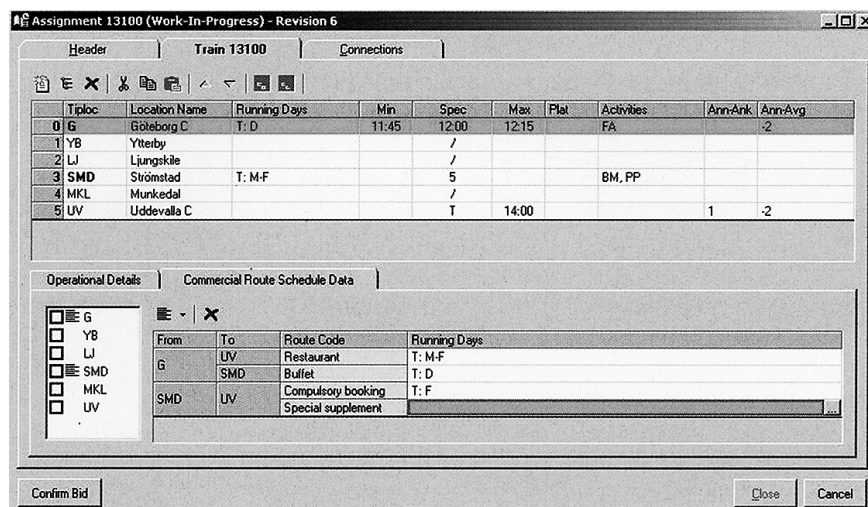 Assignment 13100 (Work-In-Progress) - Revision 6
Header Train 13100 Connections
Tiploc Location Name Running Days Min Spec Max Plat Activities Ann-Ank Ann-Avg
0 G Göteborg C T: D 11:45 12:00 12:15 FA -2
1 YB Ytterby /
2 LJ Ljungskile /
3 SMD Strömstad T: M-F 5 BM, PP
4 MKL Munkedal /
5 UV Uddevalla C T 14:00 1 -2
Operational Details Commercial Route Schedule Data
G
YB
LJ
SMD
MKL
UV
From To Route Code Running Days
G UV Restaurant T: M-F
SMD Buffet T: D
SMD UV Compulsory booking T: F
Special supplement ...
Confirm Bid Close Cancel